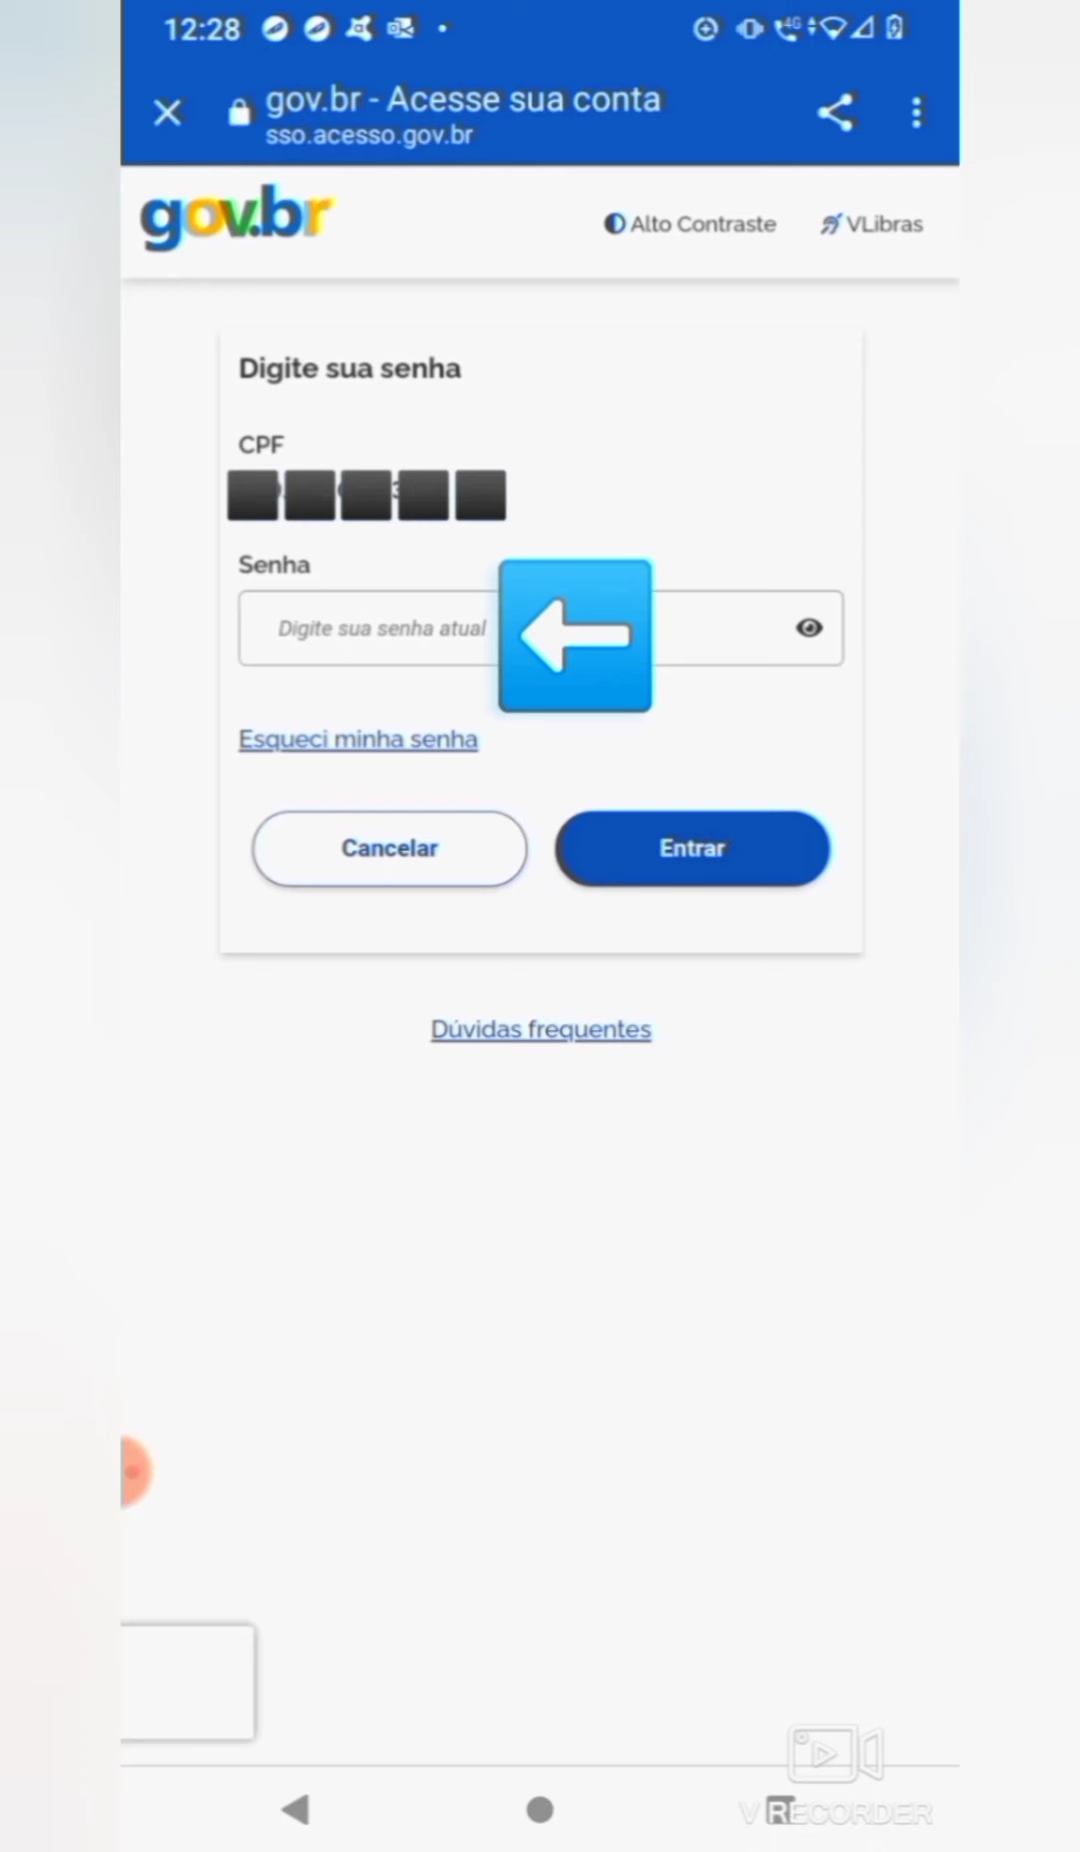 12:28
4G
gov.br - Acesse sua conta
sso.acesso.gov.br
gov.br
Alto Contraste
VLibras
Digite sua senha
CPF
Senha
Digite sua senha atual
Esqueci minha senha
Cancelar
Entrar
Dúvidas frequentes
V RECORDER